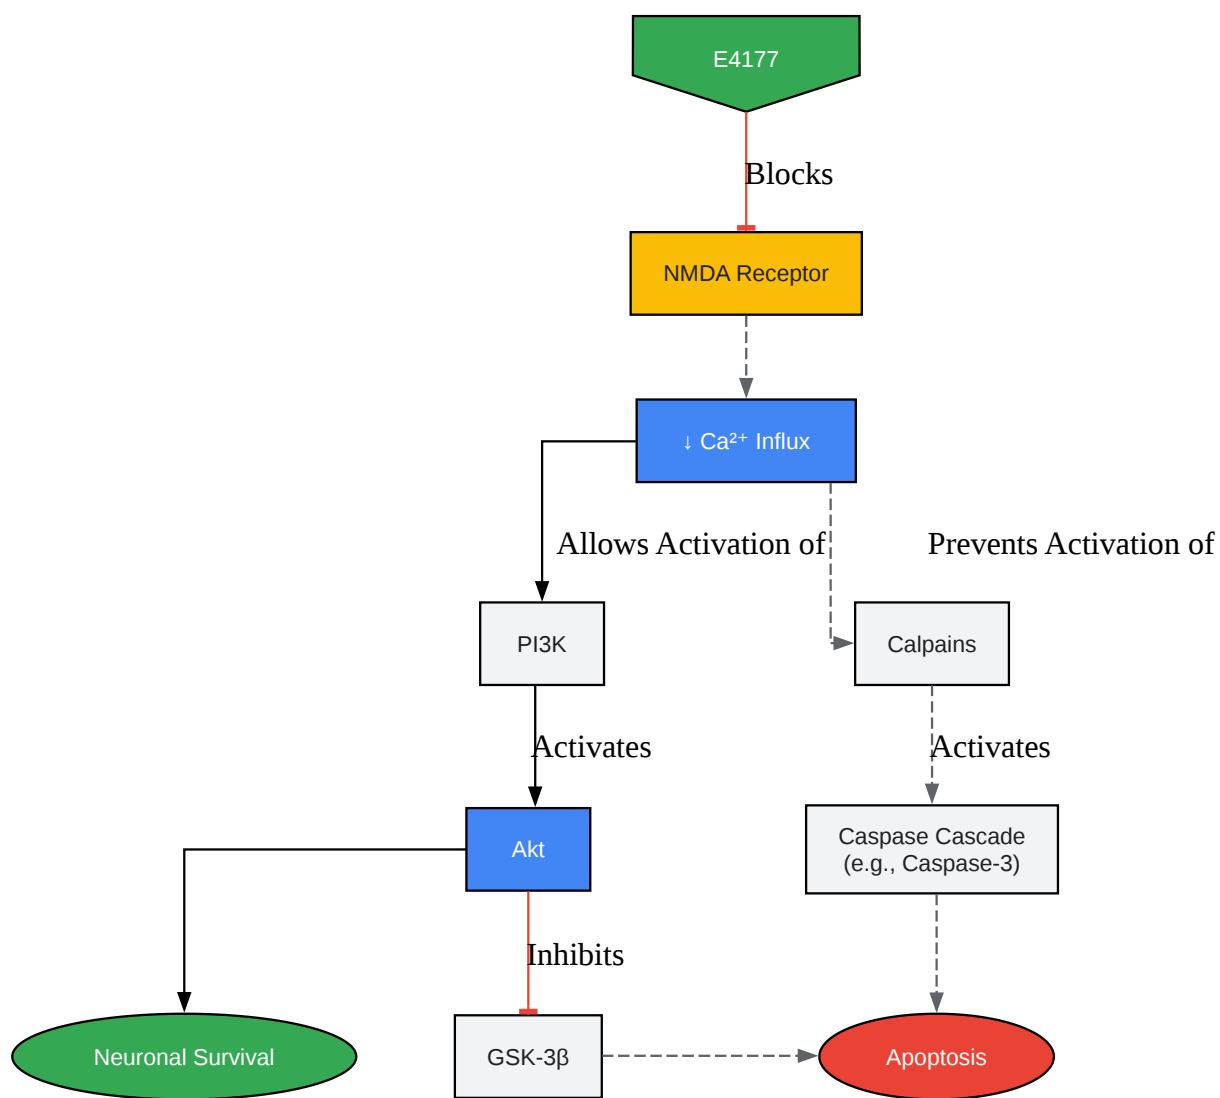 E4177
Blocks
NMDA Receptor
↓ Ca²⁺ Influx
Allows Activation of
Prevents Activation of
PI3K
Calpains
Activates
Activates
Akt
Caspase Cascade
(e.g., Caspase-3)
Inhibits
Neuronal Survival
GSK-3β
Apoptosis